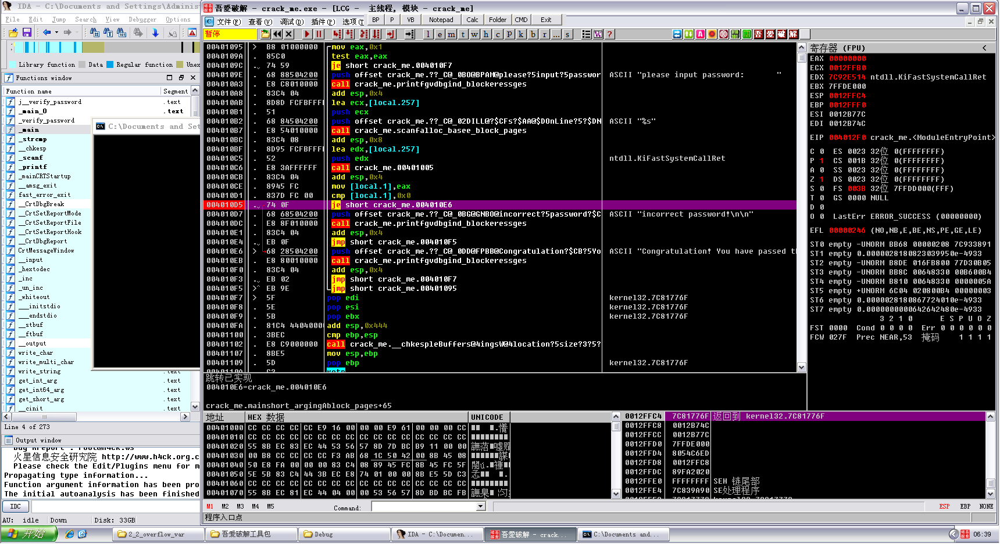 IDA - C:\Documents and Settings\Adminis
File Edit Jump Search View Debugger Options
Library function Data Regular function Unex
Functions window
Function name Segment
j__verify_password .text
_main_0 .text
_verify_password
_main
_strcmp
__chkesp
_scanf
_printf
_mainCRTStartup
__amsg_exit
fast_error_exit
__CrtDbgBreak
__CrtSetReportMode
__CrtSetReportFile
__CrtSetReportHook
__CrtDbgReport
CrtMessageWindow
__input
_hextodec
_inc
_un_inc
_whiteout
___initstdio
___endstdio
__stbuf
__ftbuf
__output
write_char
write_multi_char
write_string .text
get_int_arg .text
get_int64_arg .text
get_short_arg .text
__cinit .text
Line 4 of 273
Output window
火星信息安全研究院 http://www.h4ck.org.c
Please check the Edit/Plugins menu for m
Propagating type information...
Function argument information has been pro
The initial autoanalysis has been finished
IDC
AU: idle Down Disk: 33GB
C:\Documents and Set
吾愛破解 - crack_me.exe - [LCG - 主线程, 模块 - crack_me]
文件(F) 查看(V) 调试(D) 插件(P) 选项(T BP P VB Notepad Calc Folder CMD Exit
暂停 l e m t w h c P k b r ... s ? 吾 爱 破 解
00401095 > B8 01000000 mov eax,0x1
0040109A . 85C0 test eax,eax
0040109C . 74 59 je short crack_me.004010F7
0040109E . 68 88504200 push offset crack_me.??_C@_0BO@BPAM@please?5input?5passwor ASCII "please input password: "
004010A3 . E8 C8010000 call crack_me.printfgvdbgind_blockeressges
004010A8 . 83C4 04 add esp,0x4
004010AB . 8D8D FCFBFFFF lea ecx,[local.257]
004010B1 . 51 push ecx
004010B2 . 68 84504200 push offset crack_me.??_C@_02DILL@?$CFs?$AA@$DOnLine?5?$DN ASCII "%s"
004010B7 . E8 54010000 call crack_me.scanfalloc_basee_block_pages
004010BC . 83C4 08 add esp,0x8
004010BF . 8D95 FCFBFFFF lea edx,[local.257]
004010C5 . 52 push edx ntdll.KiFastSystemCallRet
004010C6 . E8 3AFFFFFF call crack_me.00401005
004010CB . 83C4 04 add esp,0x4
004010CE . 8945 FC mov [local.1],eax
004010D1 . 837D FC 00 cmp [local.1],0x0
004010D5 . 74 0F je short crack_me.004010E6
004010D7 . 68 68504200 push offset crack_me.??_C@_0BG@GNBO@incorrect?5password?$C ASCII "incorrect password!\n\n"
004010DC . E8 8F010000 call crack_me.printfgvdbgind_blockeressges
004010E1 . 83C4 04 add esp,0x4
004010E4 . EB 0F jmp short crack_me.004010F5
004010E6 > 68 28504200 push offset crack_me.??_C@_0DD@FPBB@Congratulation?$CB?5Yo ASCII "Congratulation! You have passed th
004010EB . E8 80010000 call crack_me.printfgvdbgind_blockeressges
004010F0 . 83C4 04 add esp,0x4
004010F3 . EB 02 jmp short crack_me.004010F7
004010F5 > EB 9E jmp short crack_me.00401095
004010F7 > 5F pop edi kernel32.7C81776F
004010F8 . 5E pop esi kernel32.7C81776F
004010F9 . 5B pop ebx kernel32.7C81776F
004010FA . 81C4 44040000 add esp,0x444
00401100 . 3BEC cmp ebp,esp
00401102 . E8 C9000000 call crack_me.__chkespleBuffers@4ingsW@4location?5size?3?5?
00401107 . 8BE5 mov esp,ebp
00401109 . 5D pop ebp kernel32.7C81776F
跳转已实现
004010E6=crack_me.004010E6
crack_me.mainshort_argingAblock_pages+65
寄存器 (FPU) <
EAX 00000000
ECX 0012FFB0
EDX 7C92E514 ntdll.KiFastSystemCallRet
EBX 7FFDE000
ESP 0012FFC4
EBP 0012FFF0
ESI 0012B77C
EDI 0012B74C
EIP 004012F0 crack_me.<ModuleEntryPoint>
C 0 ES 0023 32位 0(FFFFFFFF)
P 1 CS 001B 32位 0(FFFFFFFF)
A 0 SS 0023 32位 0(FFFFFFFF)
Z 1 DS 0023 32位 0(FFFFFFFF)
S 0 FS 003B 32位 7FFDD000(FFF)
T 0 GS 0000 NULL
D 0
O 0 LastErr ERROR_SUCCESS (00000000)
EFL 00000246 (NO,NB,E,BE,NS,PE,GE,LE)
ST0 empty -UNORM BB68 00000208 7C933891
ST1 empty 0.0000028180823039950e-4933
ST2 empty -UNORM B8DE 016FB800 77D30B05
ST3 empty -UNORM BB8C 00648330 00B600B4
ST4 empty -UNORM B810 00648330 0000005A
ST5 empty +UNORM 6C04 020800B4 00000003
ST6 empty 0.0000028180867724010e-4933
ST7 empty 0.0000000000642642480e-4933
3 2 1 0 E S P U O Z
FST 0000 Cond 0 0 0 0 Err 0 0 0 0 0 0
FCW 027F Prec NEAR,53 掩码 1 1 1 1
地址 HEX 数据 UNICODE
00401000 CC CC CC CC CC E9 16 00 00 00 E9 61 00 00 00 CC
00401010 CC CC CC CC CC CC CC CC CC CC CC CC CC CC CC CC
00401020 55 8B EC 83 EC 44 53 56 57 8D 7D BC B9 11 00 00
00401030 00 B8 CC CC CC CC F3 AB 68 1C 50 42 00 8B 45 08
00401040 50 E8 FA 00 00 00 83 C4 08 89 45 FC 8B 45 FC 5F
00401050 5E 5B 83 C4 44 3B EC E8 74 01 00 00 8B E5 5D C3
00401060 CC CC CC CC CC CC CC CC CC CC CC CC CC CC CC CC
00401070 55 8B EC 81 EC 44 04 00 00 53 56 57 8D BD BC FB
0012FFC4 7C81776F 返回到 kernel32.7C81776F
0012FFC8 0012B74C
0012FFCC 0012B77C
0012FFD0 7FFDE000
0012FFD4 8054C6ED
0012FFD8 0012FFC8
0012FFDC 89FA2020
0012FFE0 FFFFFFFF SEH 链尾部
0012FFE4 7C839A90 SE处理程序
M1 M2 M3 M4 M5 Command: ESP EBP NONE
程序入口点
开始 2_2_overflow_var 吾愛破解工具包 Debug IDA - C:\Documen... 吾愛破解 - crack... C:\Documents and... 06:39